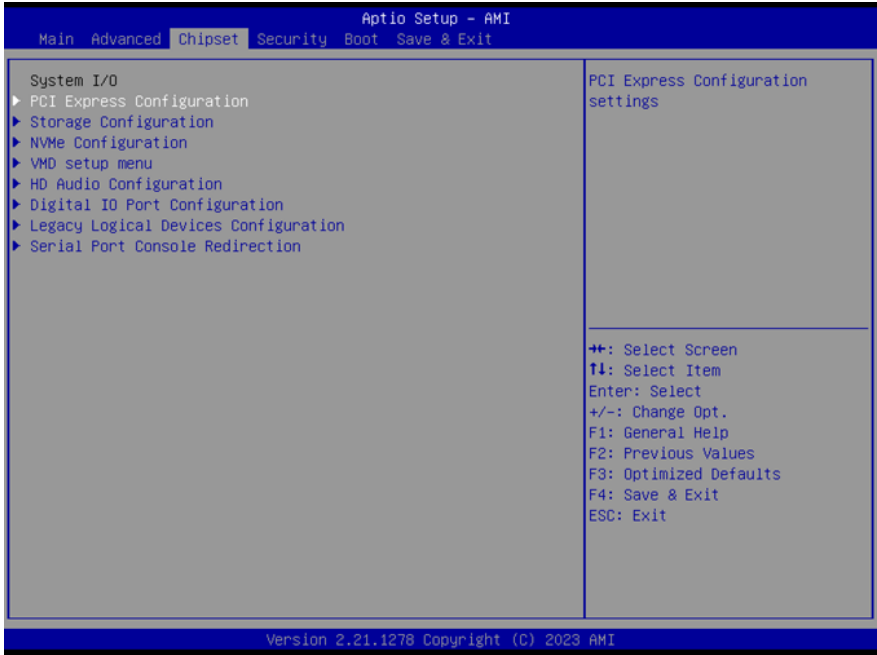 Aptio Setup – AMI
Main Advanced Chipset Security Boot Save & Exit
System I/O
▶ PCI Express Configuration
▶ Storage Configuration
▶ NVMe Configuration
▶ VMD setup menu
▶ HD Audio Configuration
▶ Digital IO Port Configuration
▶ Legacy Logical Devices Configuration
▶ Serial Port Console Redirection
PCI Express Configuration
settings
→←: Select Screen
↑↓: Select Item
Enter: Select
+/-: Change Opt.
F1: General Help
F2: Previous Values
F3: Optimized Defaults
F4: Save & Exit
ESC: Exit
Version 2.21.1278 Copyright (C) 2023 AMI